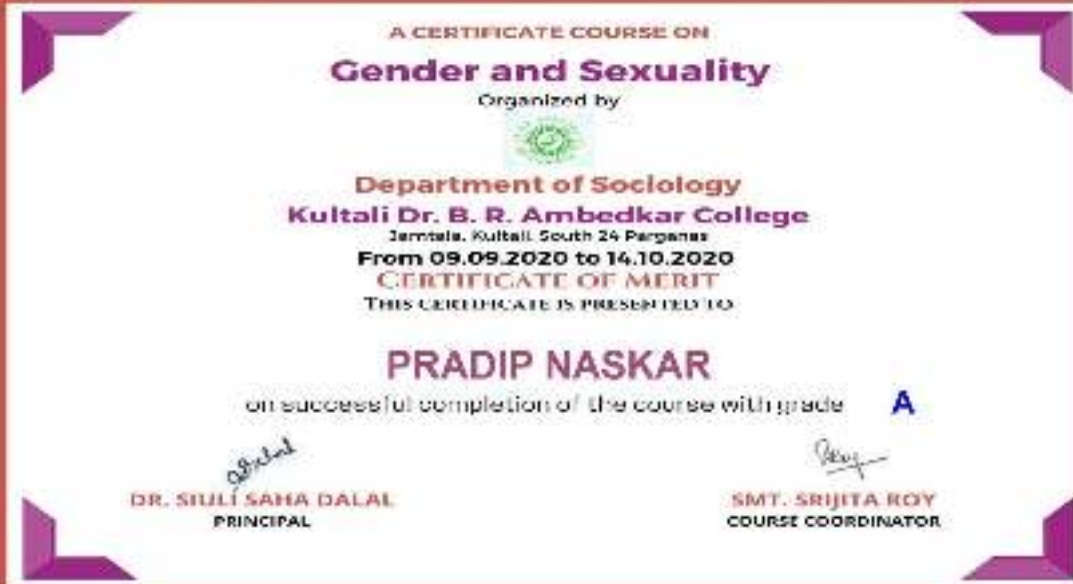 A CERTIFICATE COURSE ON
Gender and Sexuality
Organized by
Department of Sociology
Kultali Dr. B. R. Ambedkar College
Jamtala, Kultali, South 24 Parganas
From 09.09.2020 to 14.10.2020
CERTIFICATE OF MERIT
THIS CERTIFICATE IS PRESENTED TO
PRADIP NASKAR
on successful completion of the course with grade A
DR. SIULI SAHA DALAL
PRINCIPAL
SMT. SRIJITA ROY
COURSE COORDINATOR